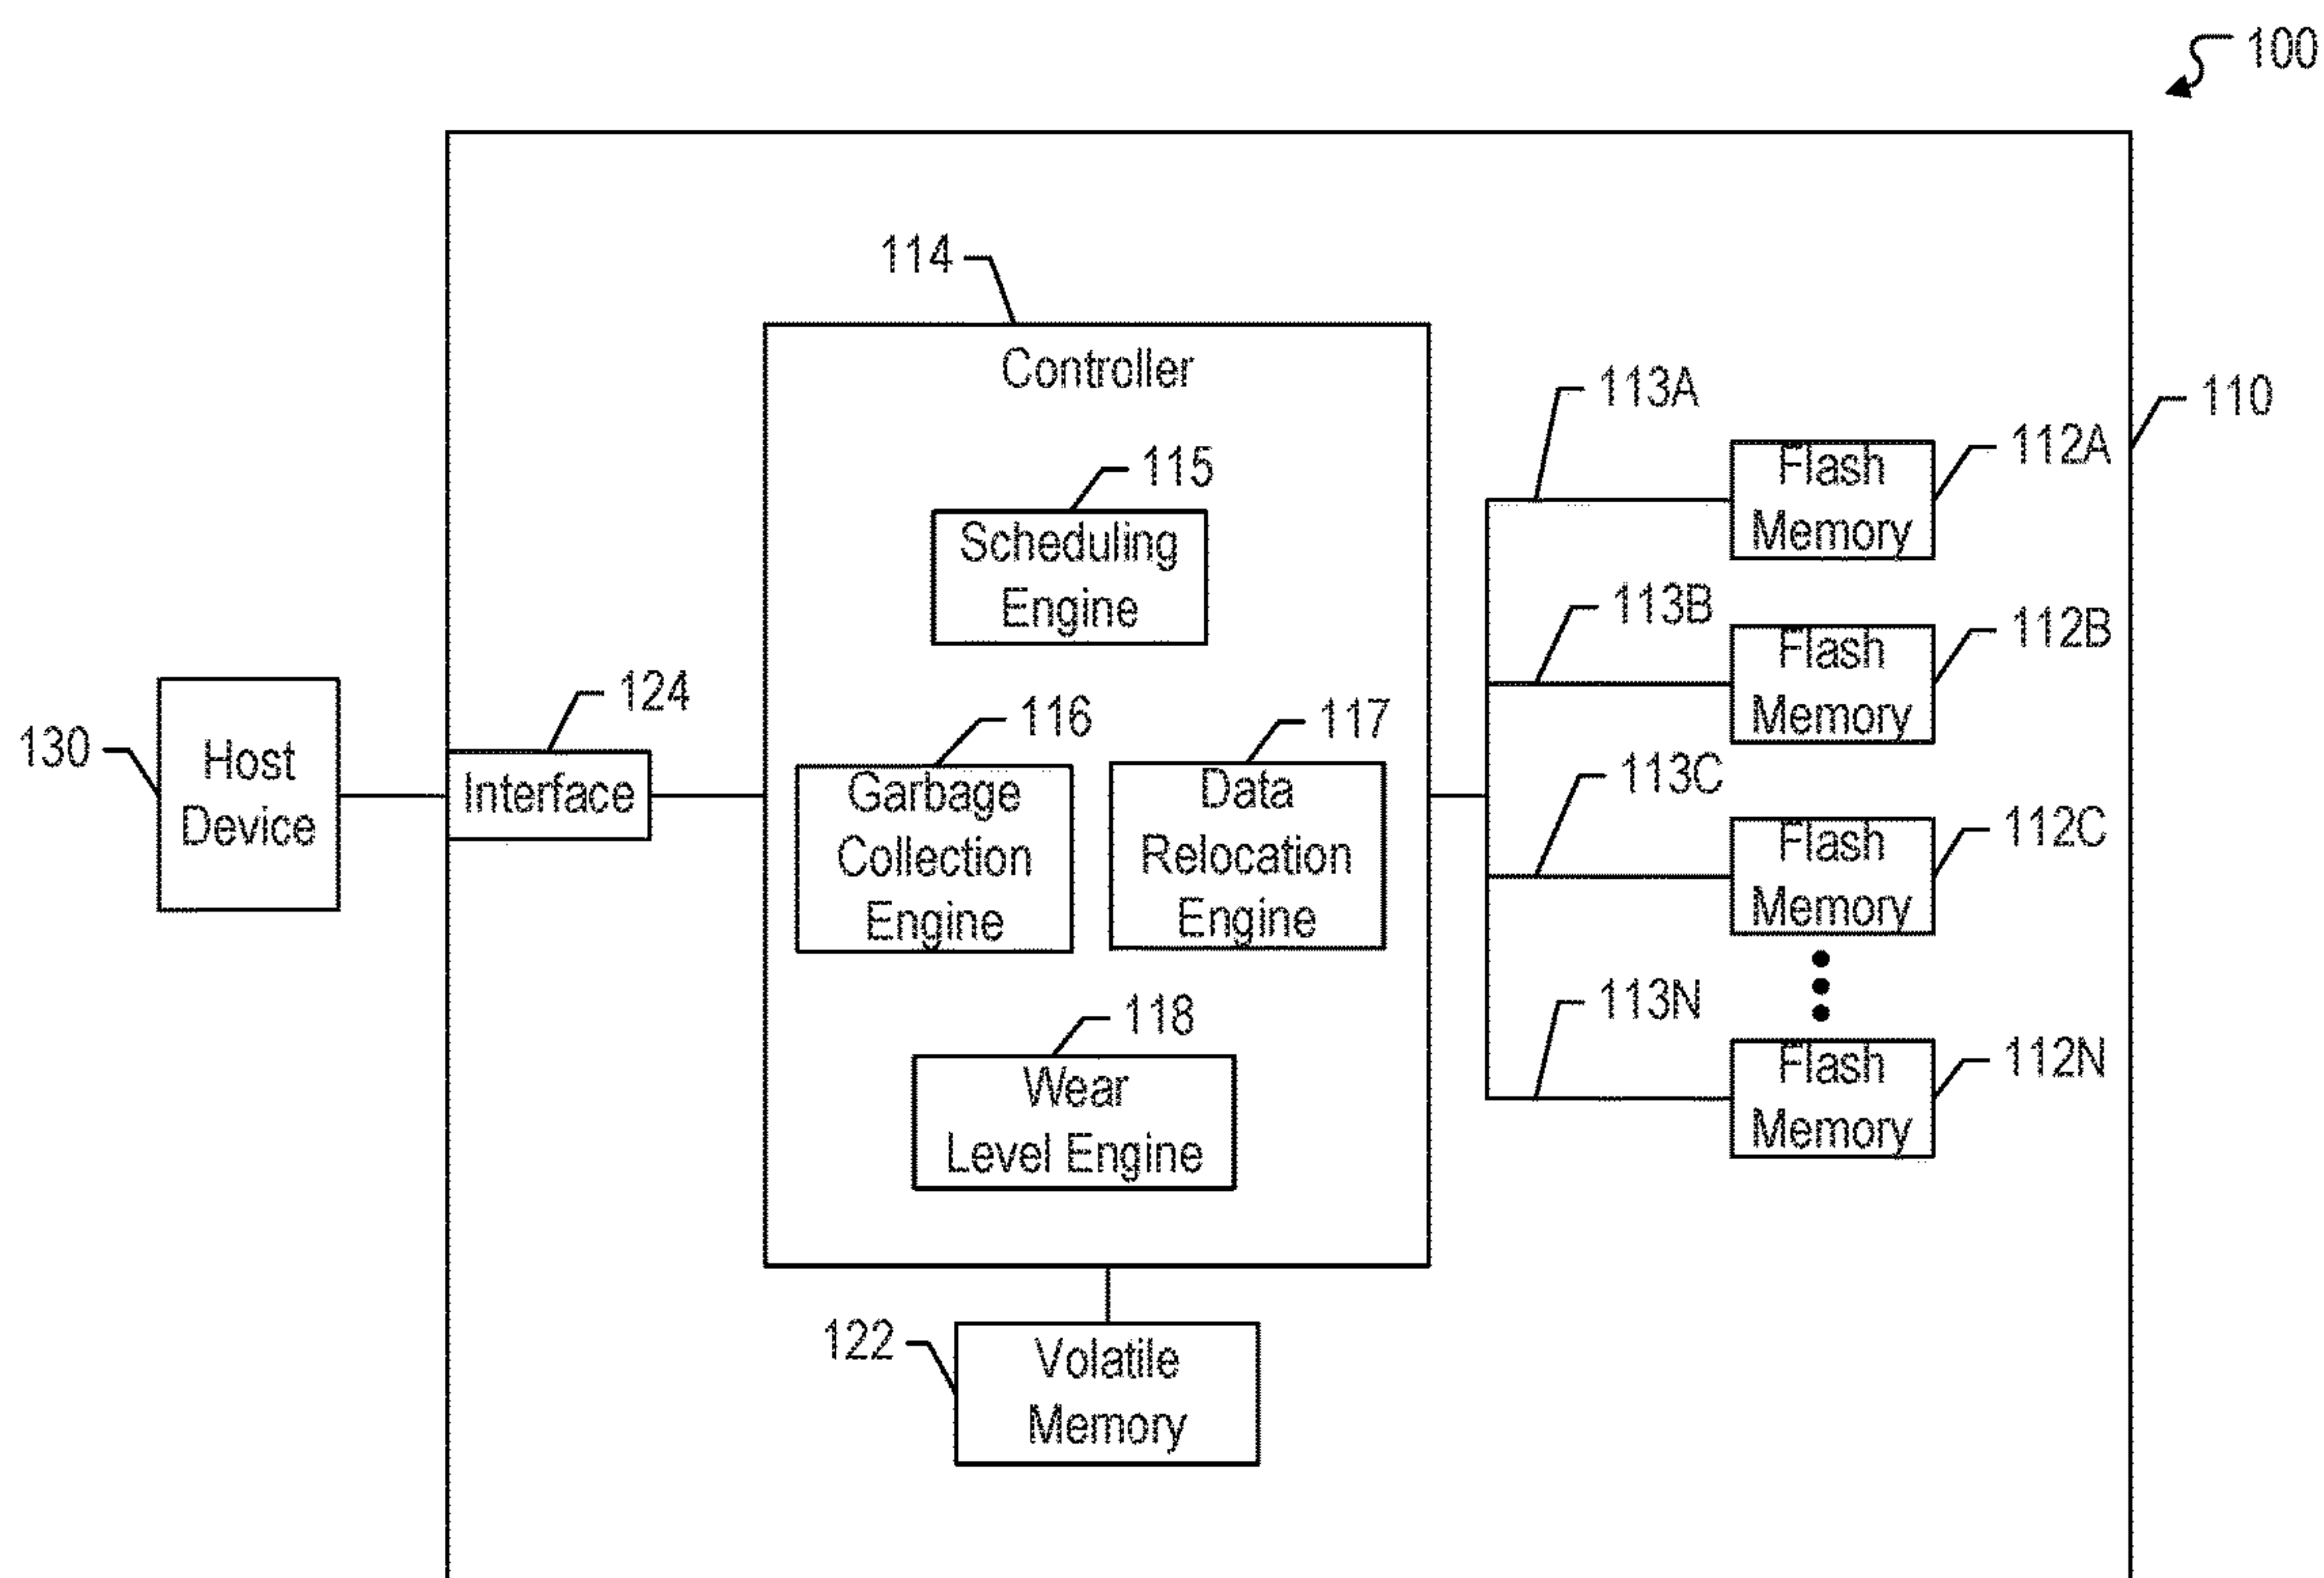 100
114
Controller
113A
110
Flash
Memory
112A
115
Scheduling
Engine
113B
Flash
Memory
112B
130
Host
Device
124
Interface
116
Garbage
Collection
Engine
117
Data
Relocation
Engine
113C
Flash
Memory
112C
118
Wear
Level Engine
113N
Flash
Memory
112N
122
Volatile
Memory